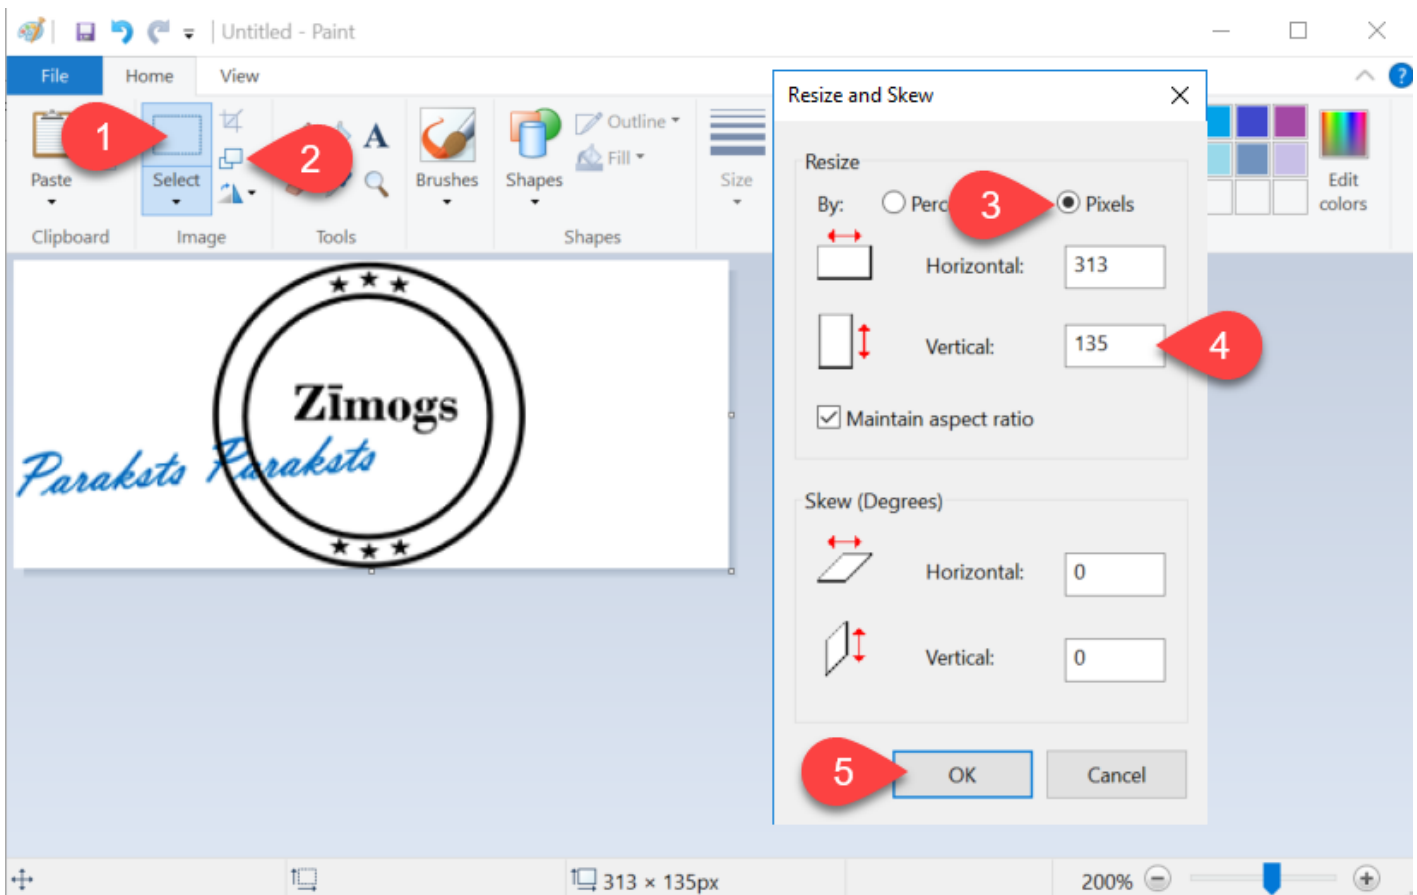 Untitled - Paint
File Home View
1
2
3
4
5
Paste
Select
Brushes
Shapes
Outline
Fill
Size
Edit
colors
Clipboard
Image
Tools
Shapes
A
?
Zīmogs
Paraksts Paraksts
Resize and Skew
Resize
By: Perc Pixels
Horizontal: 313
Vertical: 135
Maintain aspect ratio
Skew (Degrees)
Horizontal: 0
Vertical: 0
OK Cancel
313 × 135px
200%